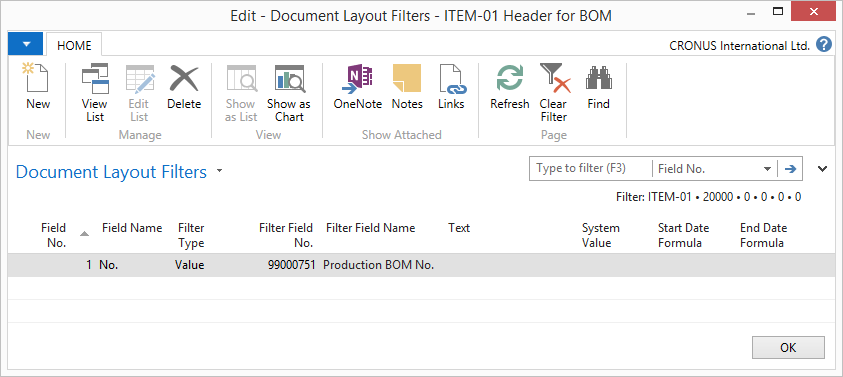 Edit - Document Layout Filters - ITEM-01 Header for BOM
HOME
CRONUS International Ltd. ?
New
View List
Edit List
Delete
Show as List
Show as Chart
OneNote
Notes
Links
Refresh
Clear Filter
Find
New
Manage
View
Show Attached
Page
Document Layout Filters
Type to filter (F3)
Field No.
Filter: ITEM-01 • 20000 • 0 • 0 • 0 • 0
Field No. Field Name Filter Type Filter Field No. Filter Field Name Text System Value Start Date Formula End Date Formula
1 No. Value 99000751 Production BOM No.
OK